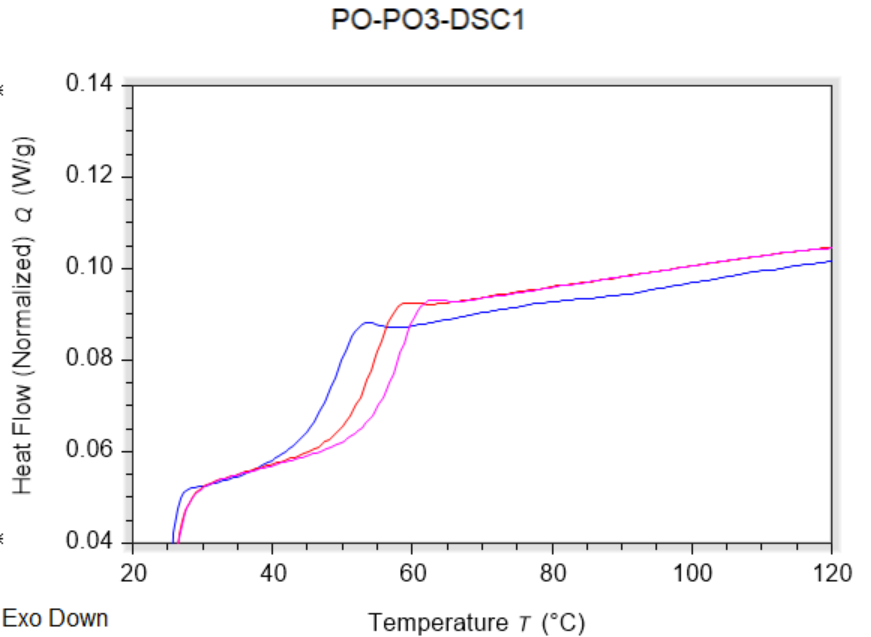 PO-PO3-DSC1
Heat Flow (Normalized) Q (W/g)
0.14
0.12
0.10
0.08
0.06
0.04
20 40 60 80 100 120
Exo Down
Temperature T (°C)